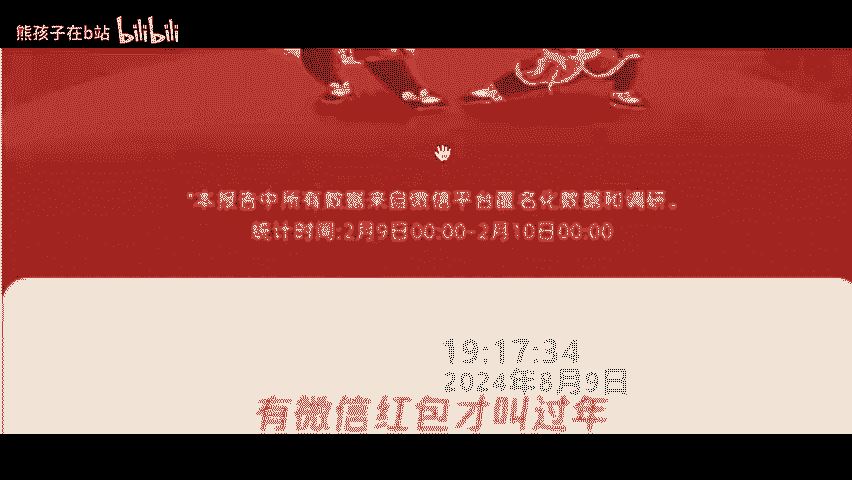 熊孩子在b站 bilibili
*本报告中所有数据来自微信平台匿名化数据和调研。
统计时间:2月9日00:00-2月10日00:00
19:17:34
2024年8月9日
有微信红包才叫过年